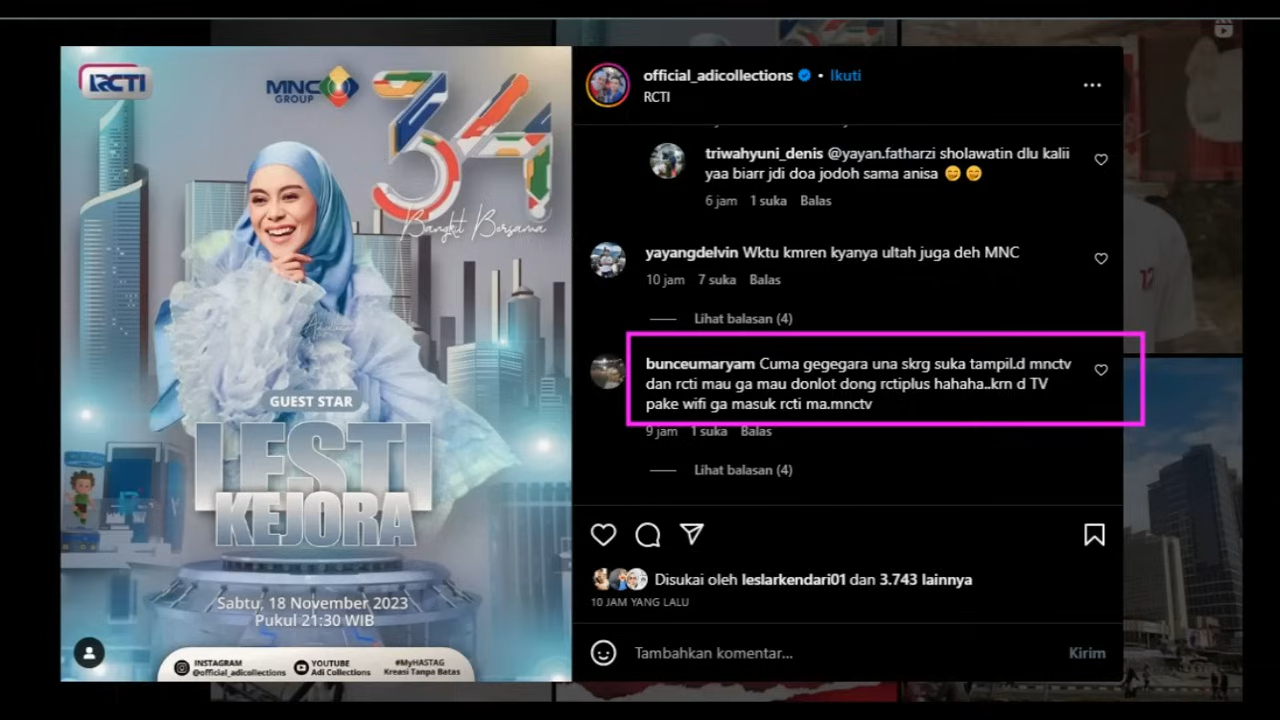 RCTI
MNC
GROUP
34
Bangkit Bersama
GUEST STAR
LESTI
KEJORA
Sabtu, 18 November 2023
Pukul 21:30 WIB
INSTAGRAM
@official_adicollections
YOUTUBE
Adi Collections
#MyHASTAG
Kreasi Tanpa Batas
official_adicollections • Ikuti
RCTI
triwahyuni_denis @yayan.fatharzi sholawatin dlu kalii
yaa biarr jdi doa jodoh sama anisa 😁😁
6 jam 1 suka Balas
yayangdelvin Wktu kmren kyanya ultah juga deh MNC
10 jam 7 suka Balas
Lihat balasan (4)
bunceumaryam Cuma gegegara una skrg suka tampil.d mnctv
dan rcti mau ga mau donlot dong rctiplus hahaha..krn d TV
pake wifi ga masuk rcti ma.mnctv
9 jam 1 suka Balas
Lihat balasan (4)
Disukai oleh leslarkendari01 dan 3.743 lainnya
10 JAM YANG LALU
Tambahkan komentar...
Kirim
12